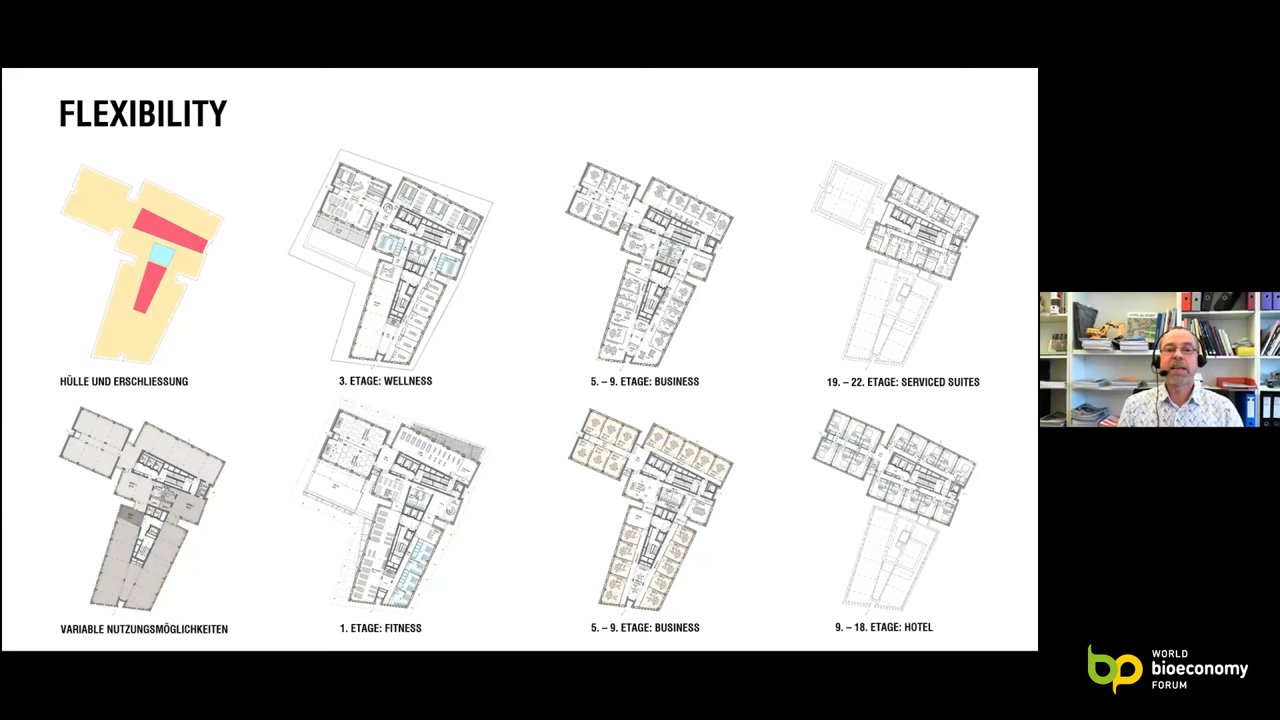 FLEXIBILITY
HÜLLE UND ERSCHLIESSUNG
3. ETAGE: WELLNESS
5. – 9. ETAGE: BUSINESS
19. – 22. ETAGE: SERVICED SUITES
VARIABLE NUTZUNGSMÖGLICHKEITEN
1. ETAGE: FITNESS
5. – 9. ETAGE: BUSINESS
9. – 18. ETAGE: HOTEL
WORLD
bioeconomy
FORUM